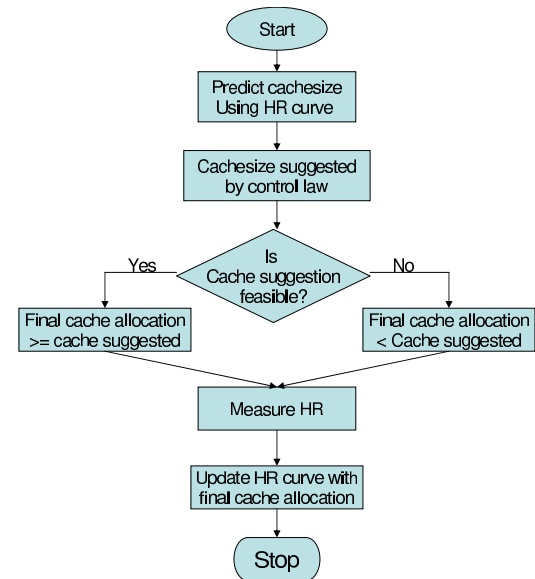 Start
Predict cachesize
Using HR curve
Cachesize suggested
by control law
Is
Cache suggestion
feasible?
Yes
No
Final cache allocation
>= cache suggested
Final cache allocation
< Cache suggested
Measure HR
Update HR curve with
final cache allocation
Stop